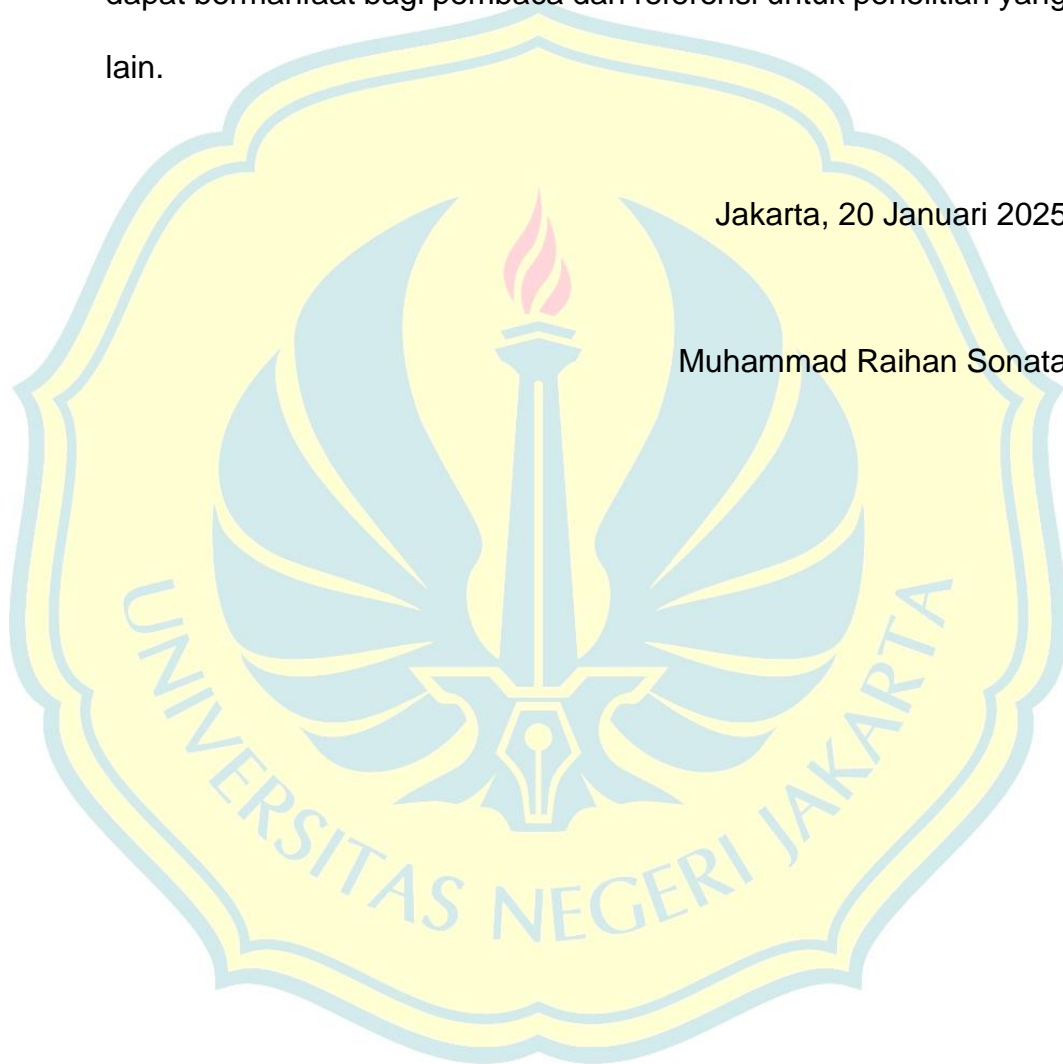 dapat bermanfaat bagi pembaca dan referensi untuk penelitian yang
lain.
Jakarta, 20 Januari 2025
Muhammad Raihan Sonata
UNIVERSITAS NEGERI JAKARTA